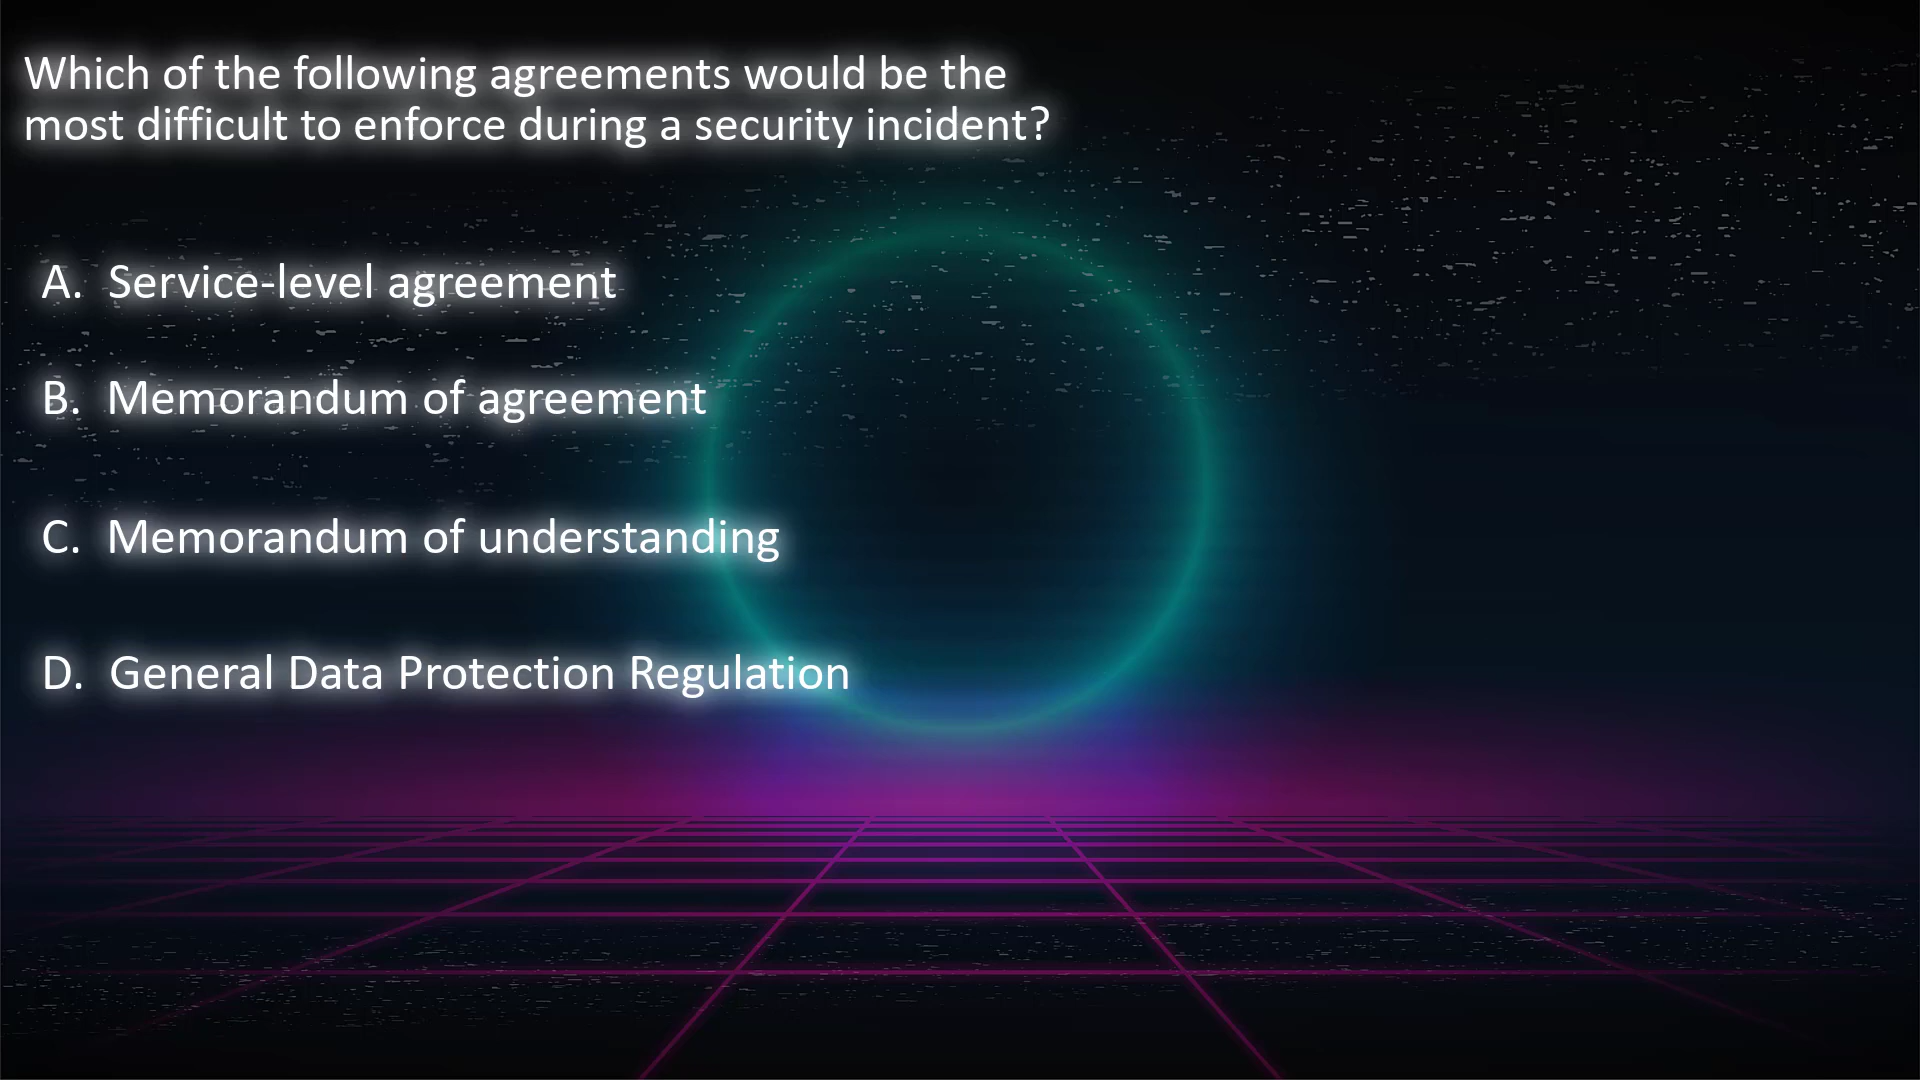 Which of the following agreements would be the
most difficult to enforce during a security incident?
A. Service-level agreement
B. Memorandum of agreement
C. Memorandum of understanding
D. General Data Protection Regulation